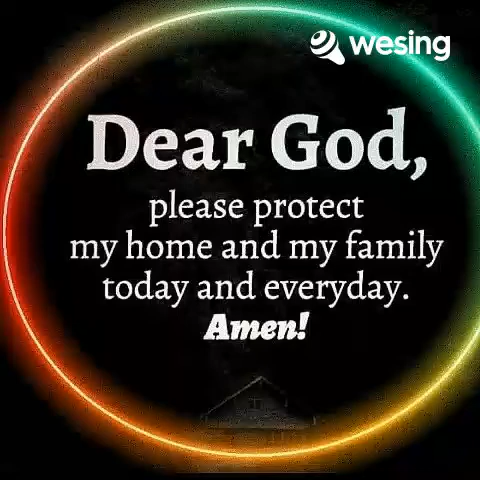 wesing
Dear God,
please protect
my home and my family
today and everyday.
Amen!